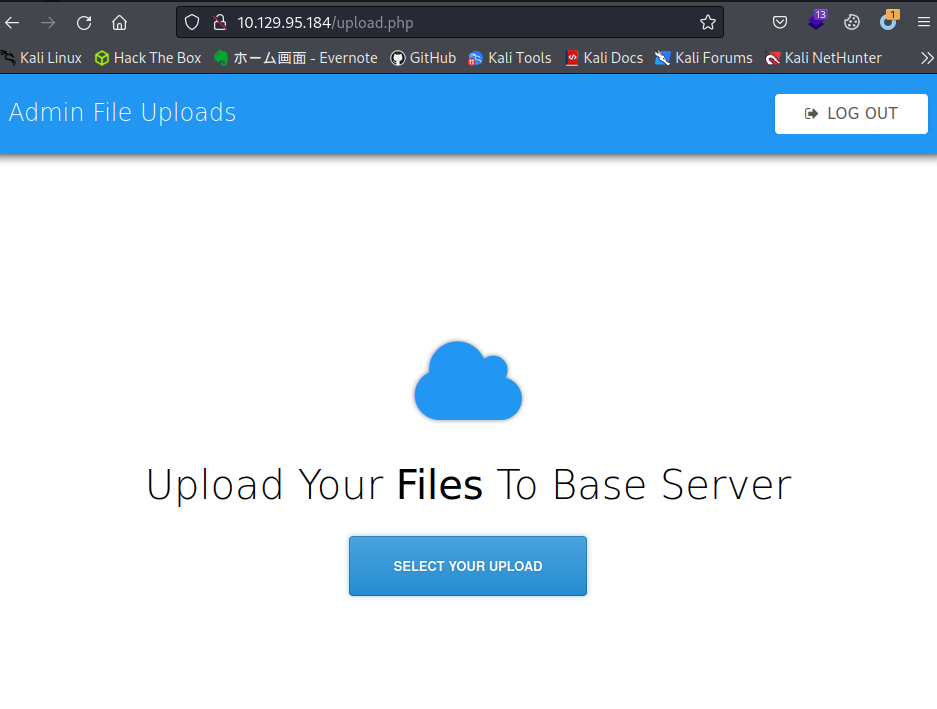 10.129.95.184/upload.php
13
1
Kali Linux
Hack The Box
ホーム画面 - Evernote
GitHub
Kali Tools
Kali Docs
Kali Forums
Kali NetHunter
Admin File Uploads
LOG OUT
Upload Your Files To Base Server
SELECT YOUR UPLOAD